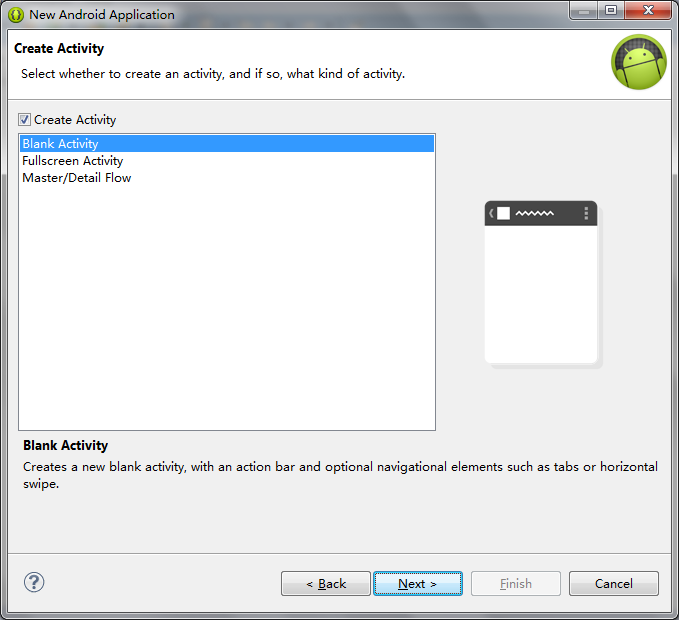 New Android Application
Create Activity
Select whether to create an activity, and if so, what kind of activity.
Create Activity
Blank Activity
Fullscreen Activity
Master/Detail Flow
Blank Activity
Creates a new blank activity, with an action bar and optional navigational elements such as tabs or horizontal
swipe.
? < Back Next > Finish Cancel